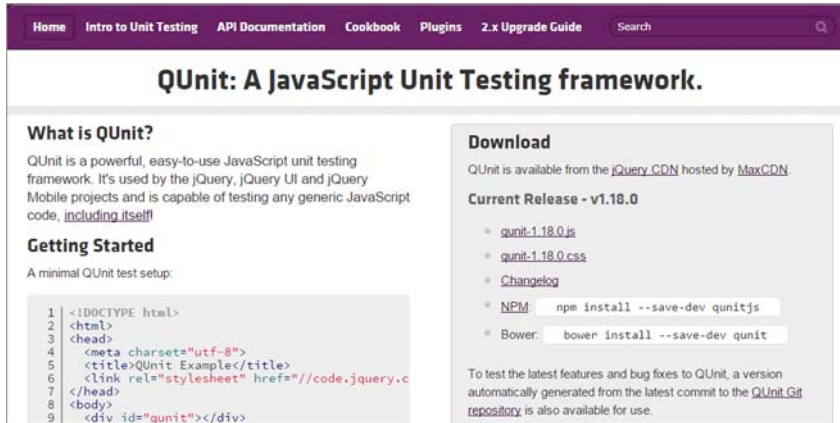 Home Intro to Unit Testing API Documentation Cookbook Plugins 2.x Upgrade Guide Search
QUnit: A JavaScript Unit Testing framework.
What is QUnit?
QUnit is a powerful, easy-to-use JavaScript unit testing
framework. It's used by the jQuery, jQuery UI and jQuery
Mobile projects and is capable of testing any generic JavaScript
code, including itself!
Getting Started
A minimal QUnit test setup:
1 <!DOCTYPE html>
2 <html>
3 <head>
4 <meta charset="utf-8">
5 <title>QUnit Example</title>
6 <link rel="stylesheet" href="//code.jquery.c
7 </head>
8 <body>
9 <div id="qunit"></div>
Download
QUnit is available from the jQuery CDN hosted by MaxCDN.
Current Release - v1.18.0
qunit-1.18.0.js
qunit-1.18.0.css
Changelog
NPM: npm install --save-dev qunitjs
Bower: bower install --save-dev qunit
To test the latest features and bug fixes to QUnit, a version
automatically generated from the latest commit to the QUnit Git
repository is also available for use.